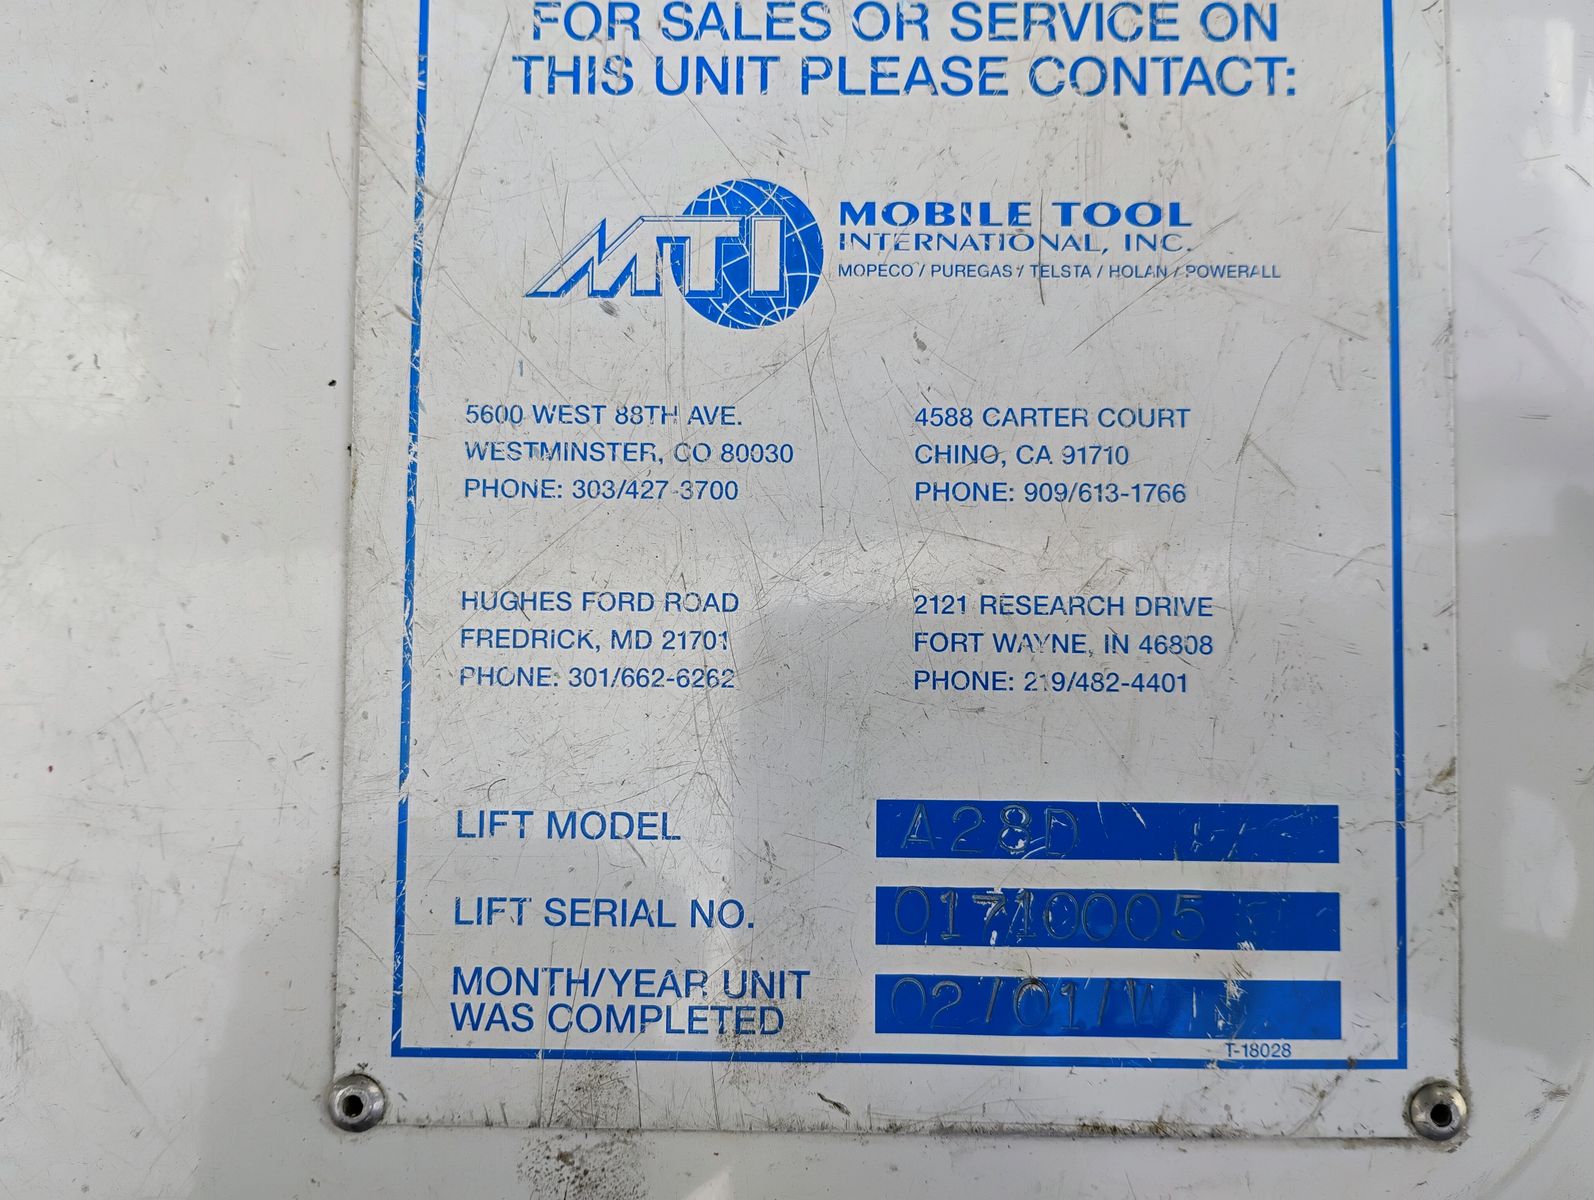 FOR SALES OR SERVICE ON
THIS UNIT PLEASE CONTACT:
MTI
MOBILE TOOL
INTERNATIONAL, INC.
MOPECO / PUREGAS / TELSTA / HOLAN / POWERALL
5600 WEST 88TH AVE.
WESTMINSTER, CO 80030
PHONE: 303/427-3700
4588 CARTER COURT
CHINO, CA 91710
PHONE: 909/613-1766
HUGHES FORD ROAD
FREDRICK, MD 21701
PHONE: 301/662-6262
2121 RESEARCH DRIVE
FORT WAYNE, IN 46808
PHONE: 219/482-4401
LIFT MODEL A28D
LIFT SERIAL NO. 01710005
MONTH/YEAR UNIT
WAS COMPLETED 02/01/W
T-18028